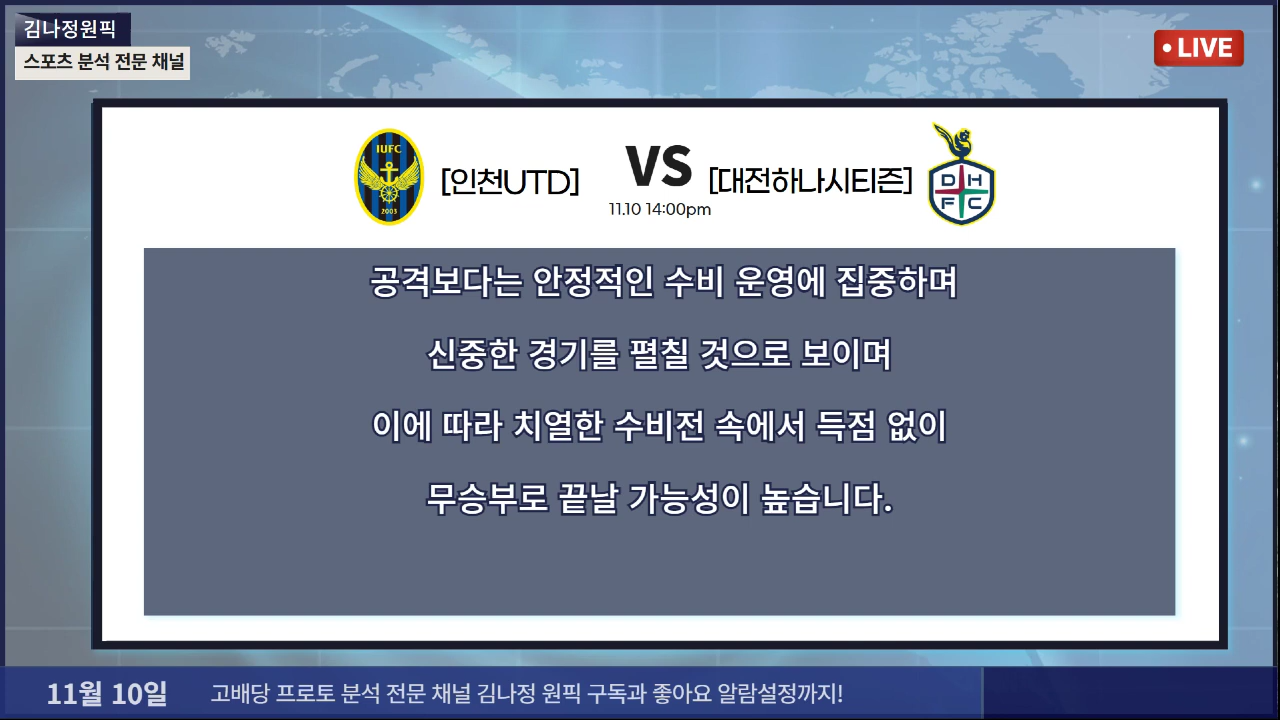 김나정원픽
스포츠 분석 전문 채널
LIVE
IUFC
2003
[인천UTD]
VS
11.10 14:00pm
[대전하나시티즌]
D H
F C
공격보다는 안정적인 수비 운영에 집중하며
신중한 경기를 펼칠 것으로 보이며
이에 따라 치열한 수비전 속에서 득점 없이
무승부로 끝날 가능성이 높습니다.
11월 10일
고배당 프로토 분석 전문 채널 김나정 원픽 구독과 좋아요 알람설정까지!